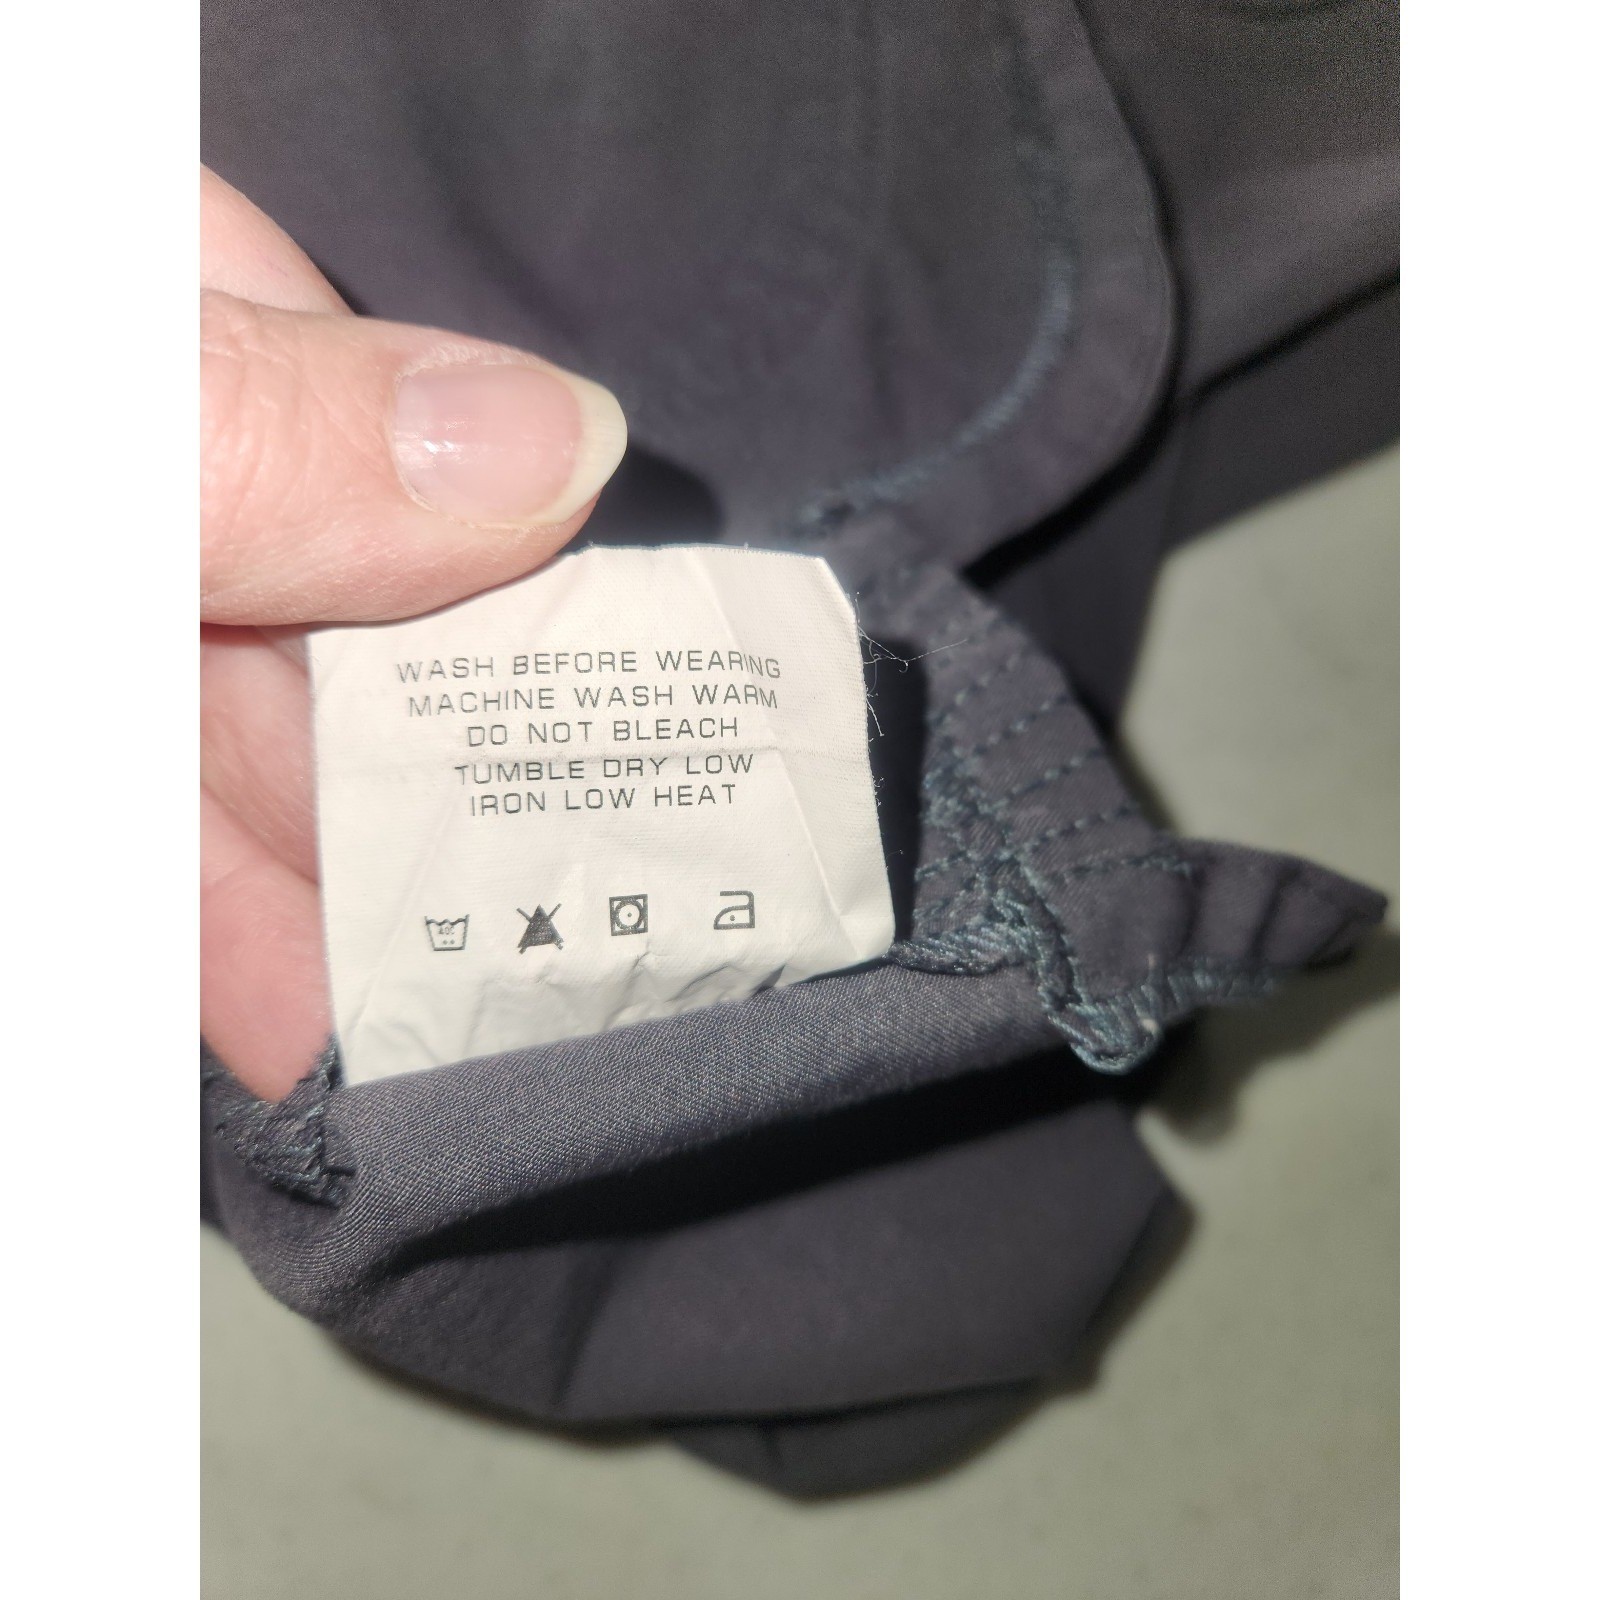 WASH BEFORE WEARING
MACHINE WASH WARM
DO NOT BLEACH
TUMBLE DRY LOW
IRON LOW HEAT